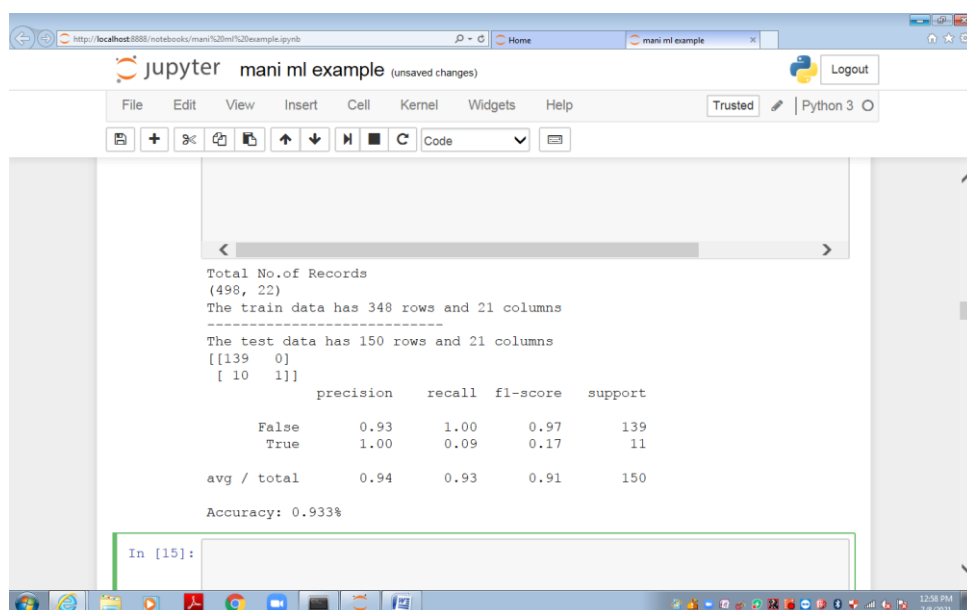 http://localhost:8888/notebooks/mani%20ml%20example.ipynb Home mani ml example
jupyter mani ml example (unsaved changes) Logout
File Edit View Insert Cell Kernel Widgets Help Trusted Python 3
Code
Total No.of Records
(498, 22)
The train data has 348 rows and 21 columns
----------------------------
The test data has 150 rows and 21 columns
[[139 0]
[ 10 1]]
precision recall f1-score support
False 0.93 1.00 0.97 139
True 1.00 0.09 0.17 11
avg / total 0.94 0.93 0.91 150
Accuracy: 0.933%
In [15]:
12:58 PM